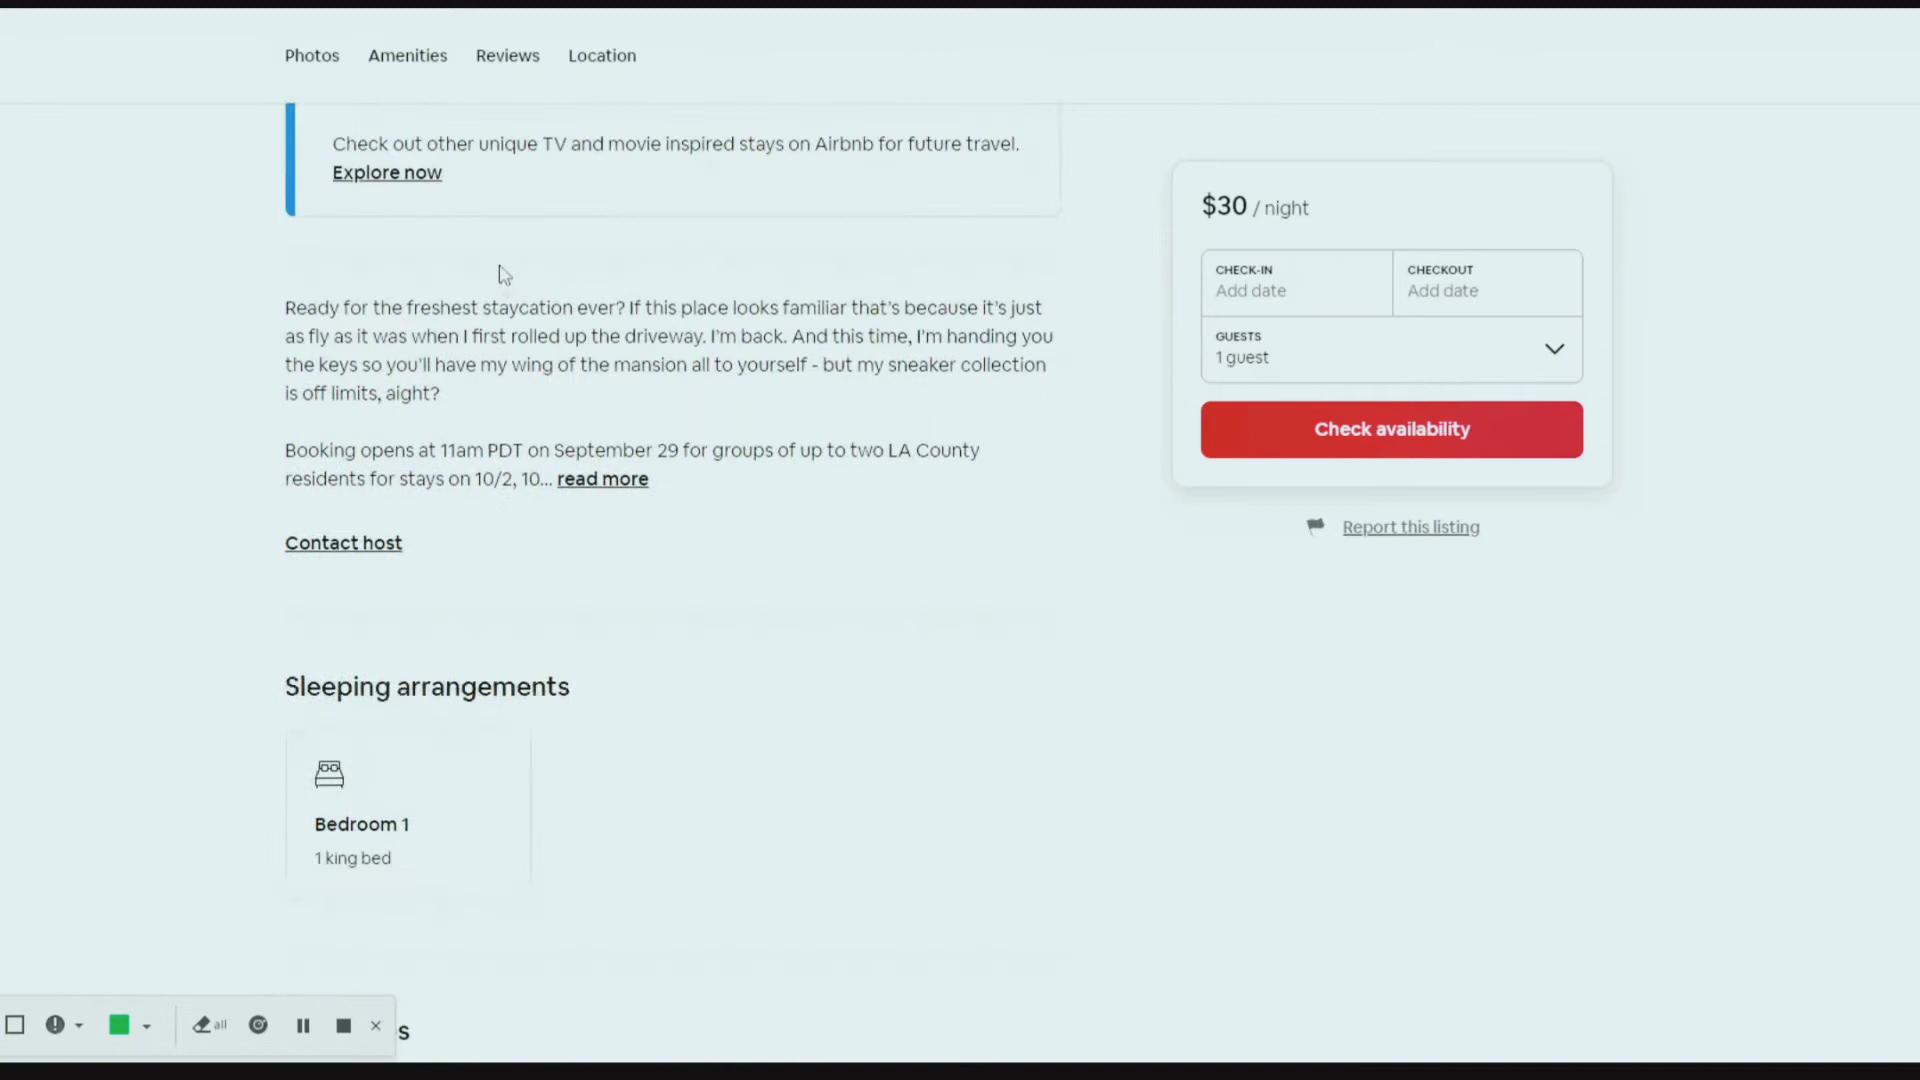 Photos Amenities Reviews Location
Check out other unique TV and movie inspired stays on Airbnb for future travel.
Explore now
Ready for the freshest staycation ever? If this place looks familiar that's because it's just
as fly as it was when I first rolled up the driveway. I'm back. And this time, I'm handing you
the keys so you'll have my wing of the mansion all to yourself - but my sneaker collection
is off limits, aight?
Booking opens at 11am PDT on September 29 for groups of up to two LA County
residents for stays on 10/2, 10... read more
Contact host
Sleeping arrangements
Bedroom 1
1 king bed
$30 / night
CHECK-IN
Add date
CHECKOUT
Add date
GUESTS
1 guest
Check availability
Report this listing
all
s